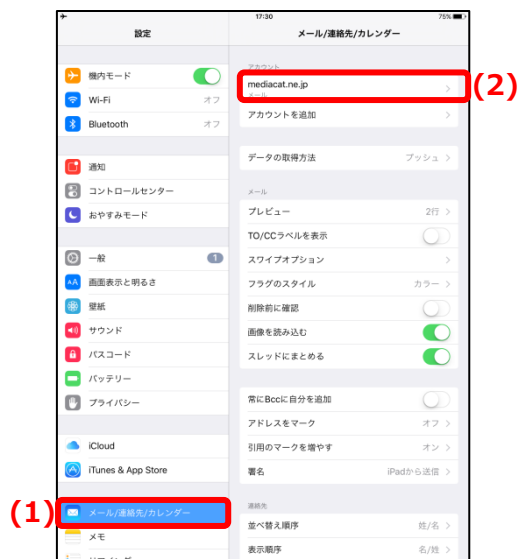 17:30
75%
設定
メール/連絡先/カレンダー
機内モード
Wi-Fi
オフ
Bluetooth
オフ
通知
コントロールセンター
おやすみモード
一般
1
AA
画面表示と明るさ
壁紙
サウンド
パスコード
バッテリー
プライバシー
iCloud
iTunes & App Store
(1)
メール/連絡先/カレンダー
メモ
アカウント
mediacat.ne.jp
メール
(2)
アカウントを追加
データの取得方法
プッシュ
メール
プレビュー
2行
TO/CCラベルを表示
スワイプオプション
フラグのスタイル
カラー
削除前に確認
画像を読み込む
スレッドにまとめる
常にBccに自分を追加
アドレスをマーク
オフ
引用のマークを増やす
オン
署名
iPadから送信
連絡先
並べ替え順序
姓/名
表示順序
名/姓